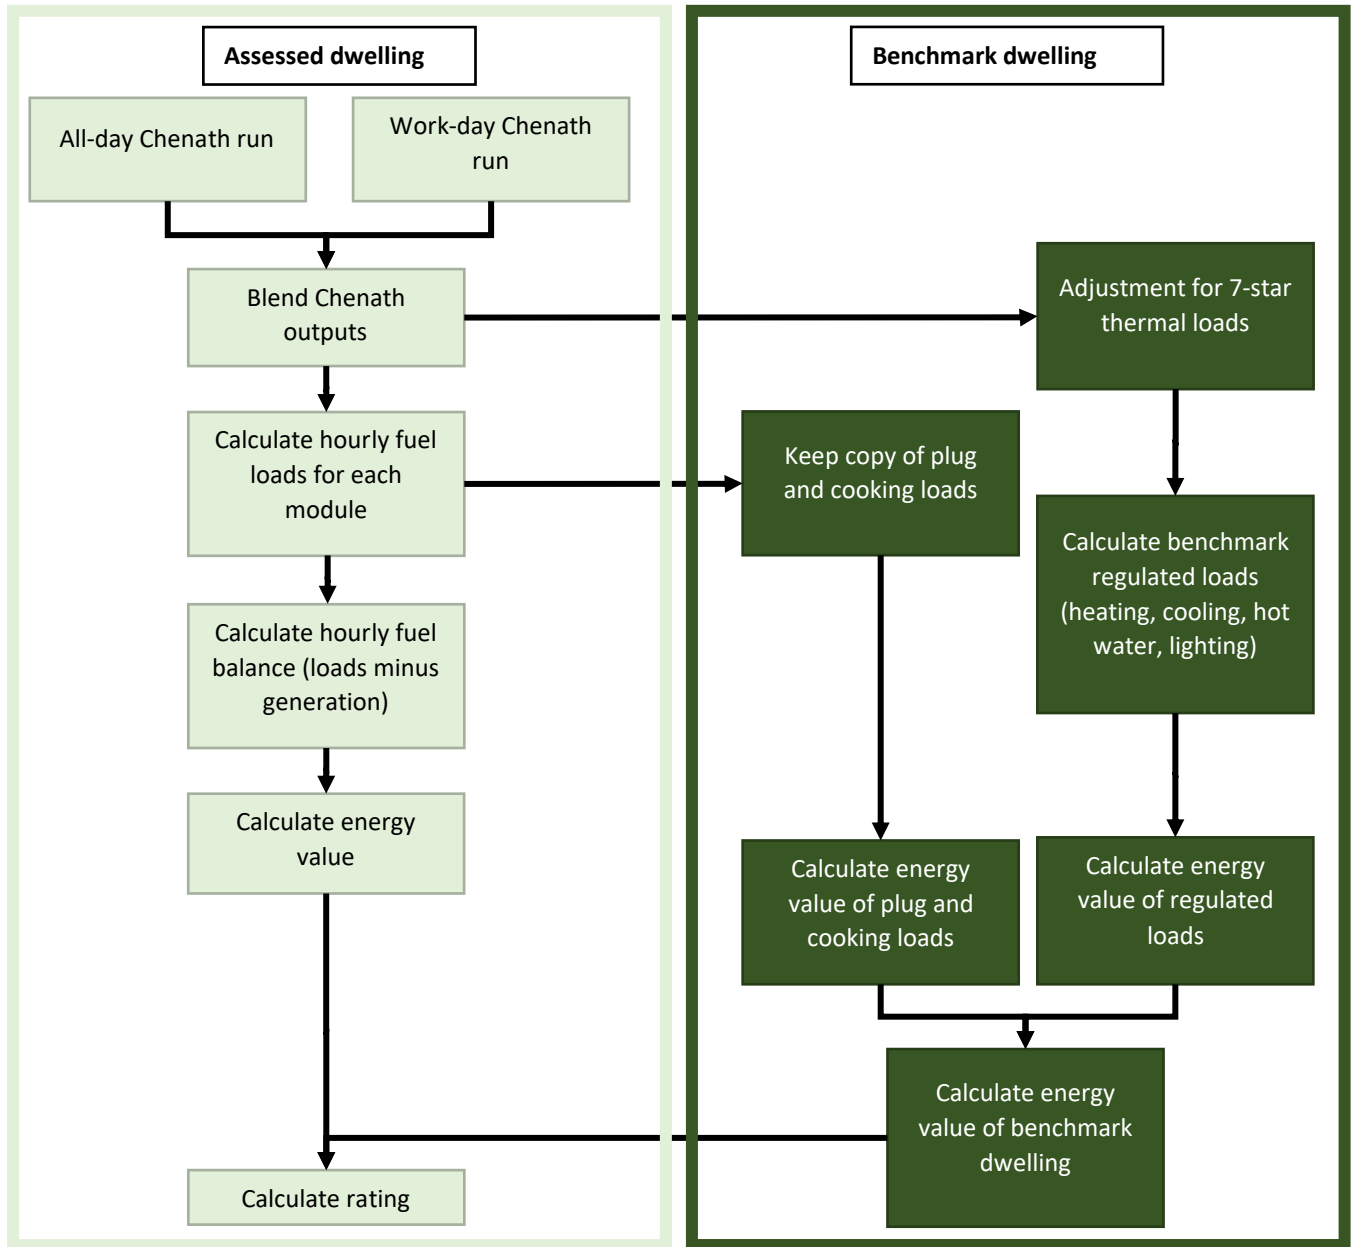 Assessed dwelling
Benchmark dwelling
All-day Chenath run
Work-day Chenath
run
Blend Chenath
outputs
Adjustment for 7-star
thermal loads
Calculate hourly fuel
loads for each
module
Keep copy of plug
and cooking loads
Calculate benchmark
regulated loads
(heating, cooling, hot
water, lighting)
Calculate hourly fuel
balance (loads minus
generation)
Calculate energy
value
Calculate energy
value of plug and
cooking loads
Calculate energy
value of regulated
loads
Calculate energy
value of benchmark
dwelling
Calculate rating